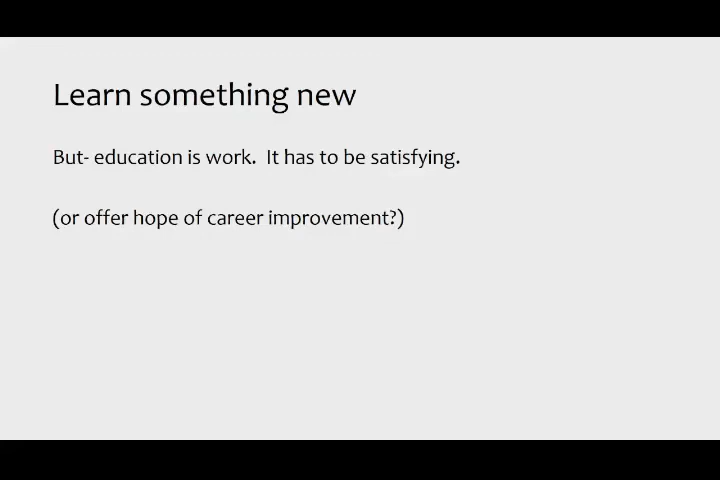 Learn something new
But- education is work.  It has to be satisfying.
(or offer hope of career improvement?)